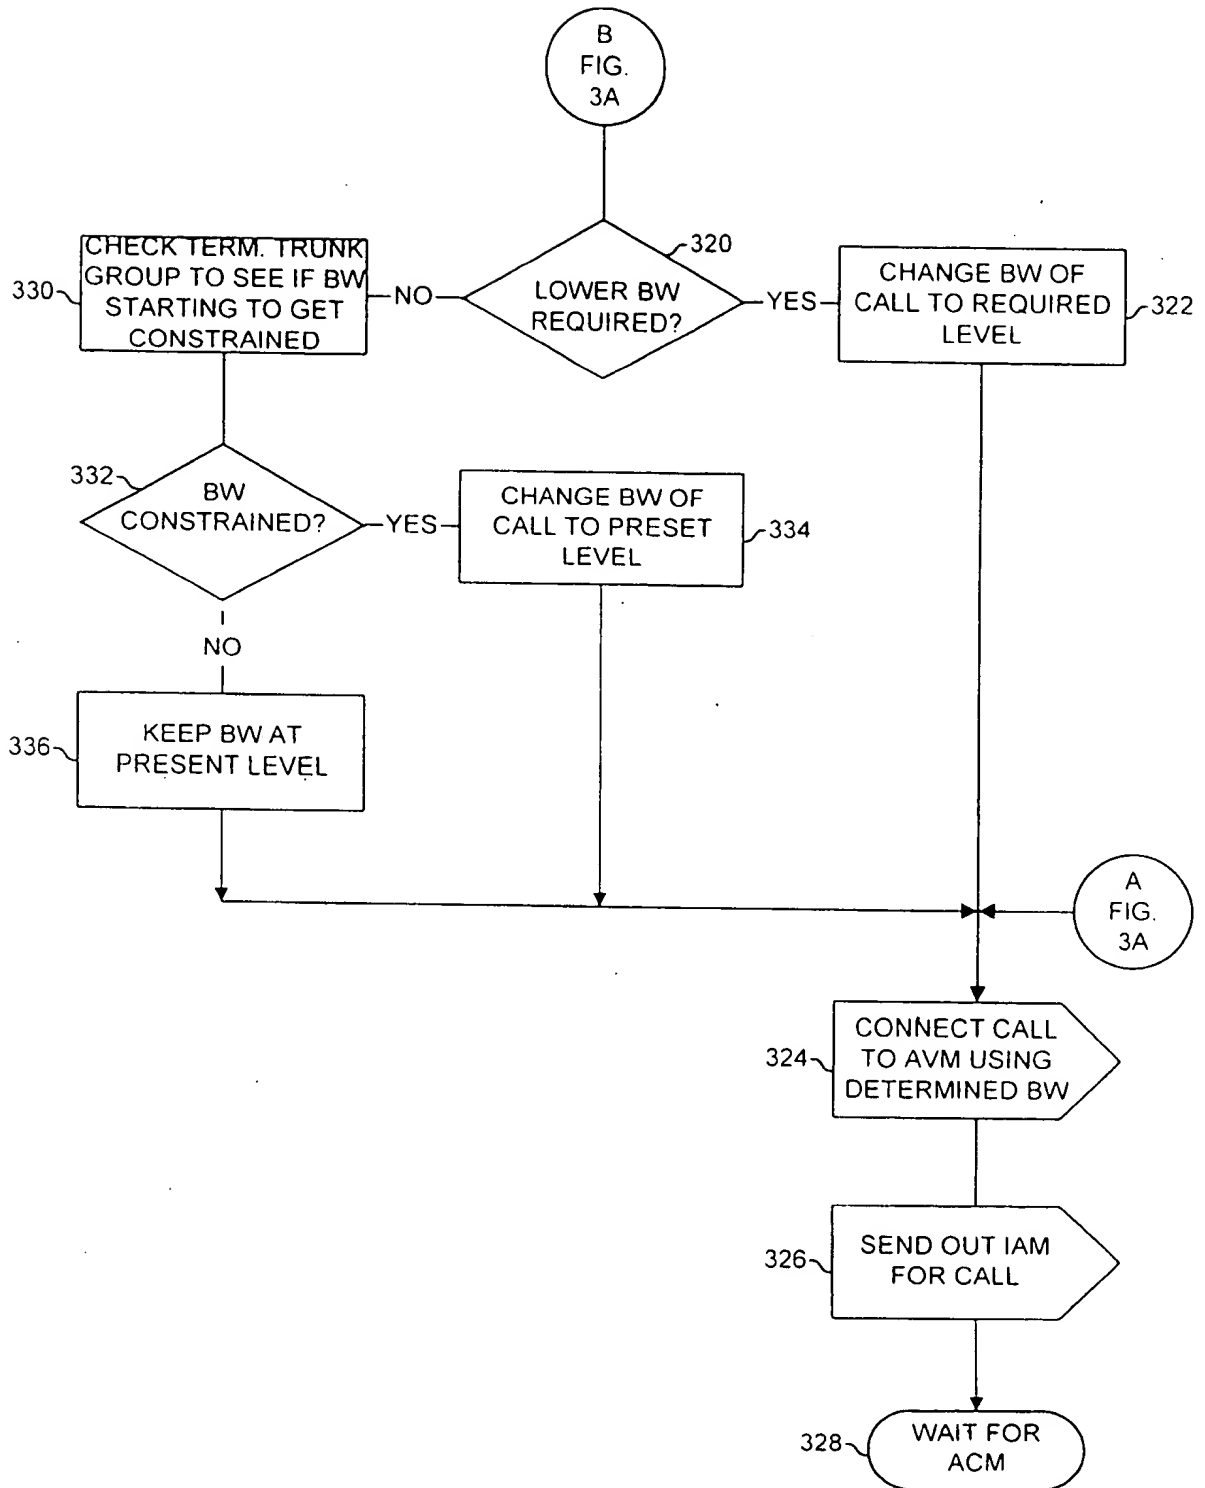 B
FIG.
3A
320
LOWER BW
REQUIRED?
NO
YES
330
CHECK TERM. TRUNK
GROUP TO SEE IF BW
STARTING TO GET
CONSTRAINED
CHANGE BW OF
CALL TO REQUIRED
LEVEL
322
332
BW
CONSTRAINED?
YES
CHANGE BW OF
CALL TO PRESET
LEVEL
334
NO
336
KEEP BW AT
PRESENT LEVEL
A
FIG.
3A
324
CONNECT CALL
TO AVM USING
DETERMINED BW
326
SEND OUT IAM
FOR CALL
328
WAIT FOR
ACM